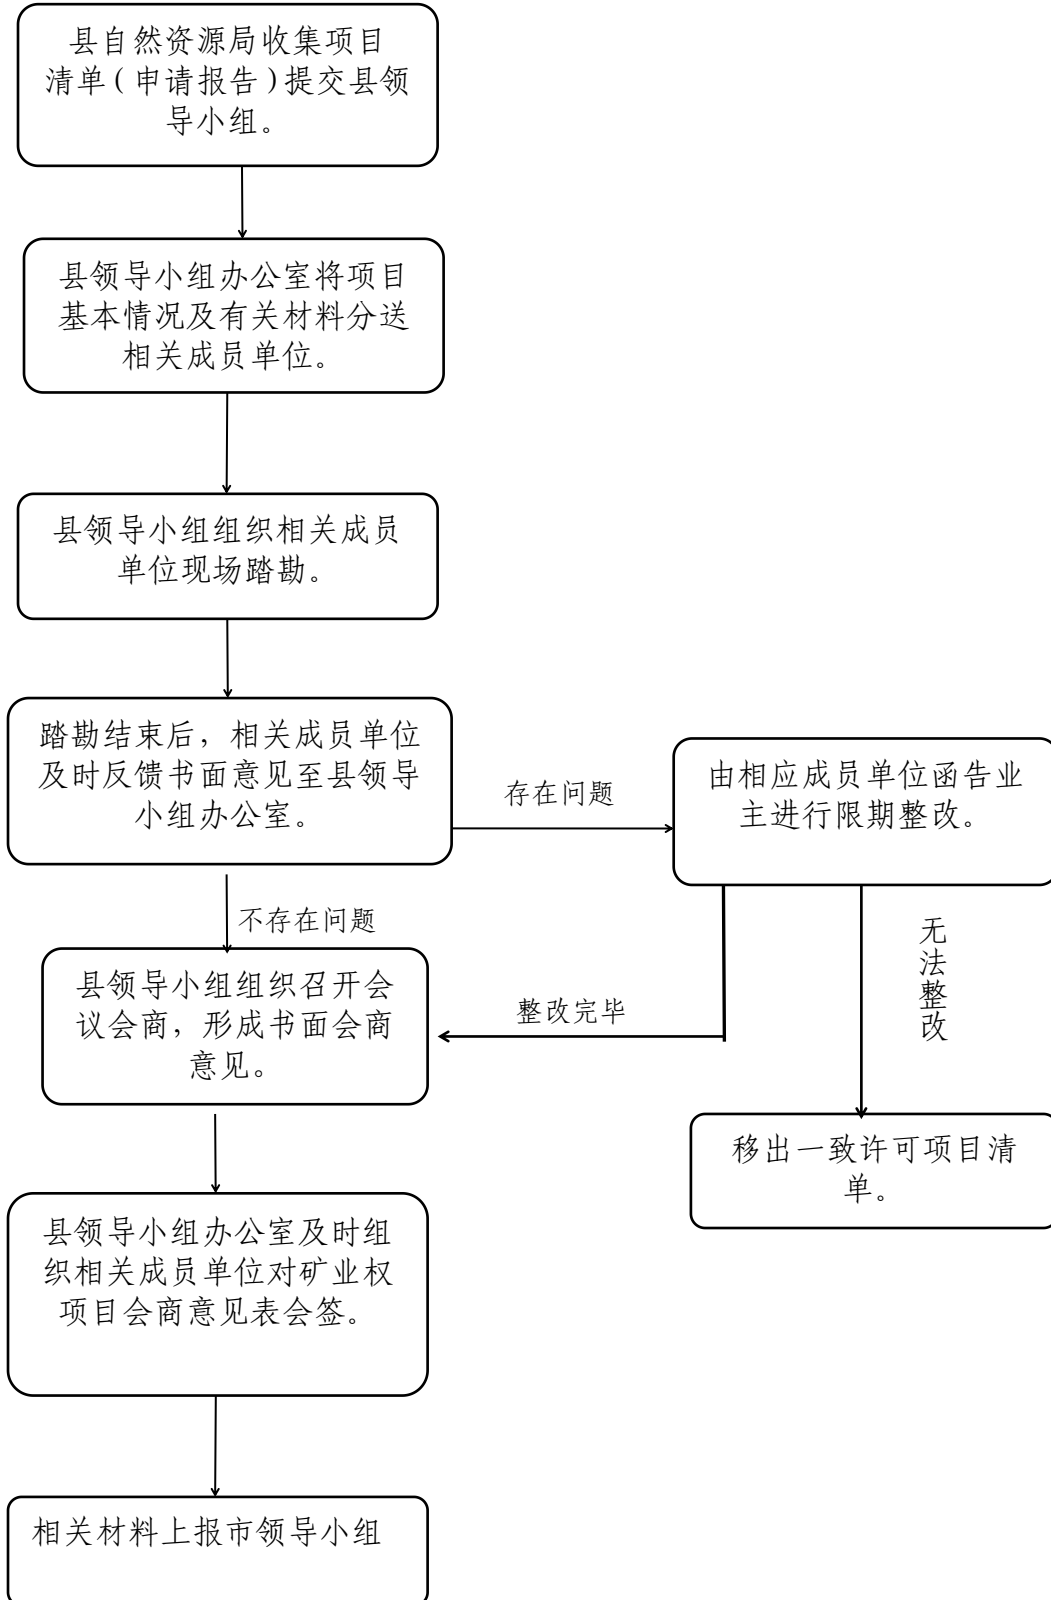 县自然资源局收集项目
清单(申请报告)提交县领
导小组。
县领导小组办公室将项目
基本情况及有关材料分送
相关成员单位。
县领导小组组织相关成员
单位现场踏勘。
踏勘结束后，相关成员单位
及时反馈书面意见至县领导
小组办公室。
存在问题
由相应成员单位函告业
主进行限期整改。
不存在问题
无法整改
县领导小组组织召开会
议会商，形成书面会商
意见。
整改完毕
移出一致许可项目清
单。
县领导小组办公室及时组
织相关成员单位对矿业权
项目会商意见表会签。
相关材料上报市领导小组